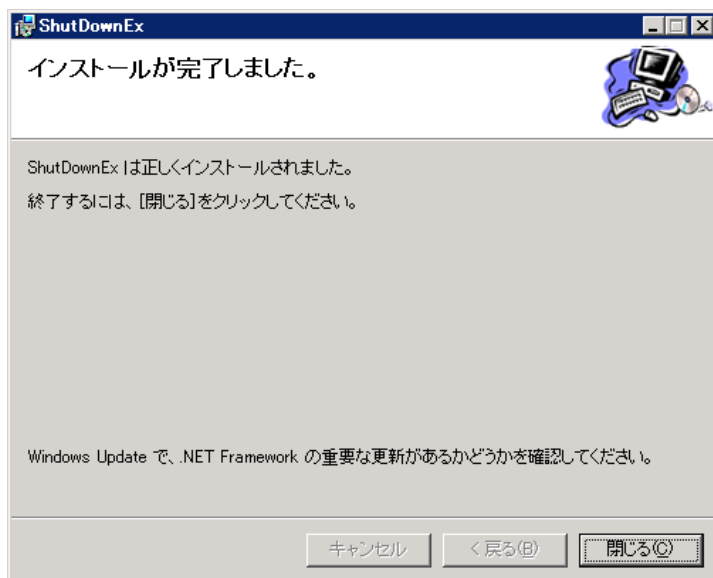 ShutDownEx
インストールが完了しました。
ShutDownEx は正しくインストールされました。
終了するには、[閉じる]をクリックしてください。
Windows Update で、.NET Framework の重要な更新があるかどうかを確認してください。
キャンセル
< 戻る(B)
閉じる(C)